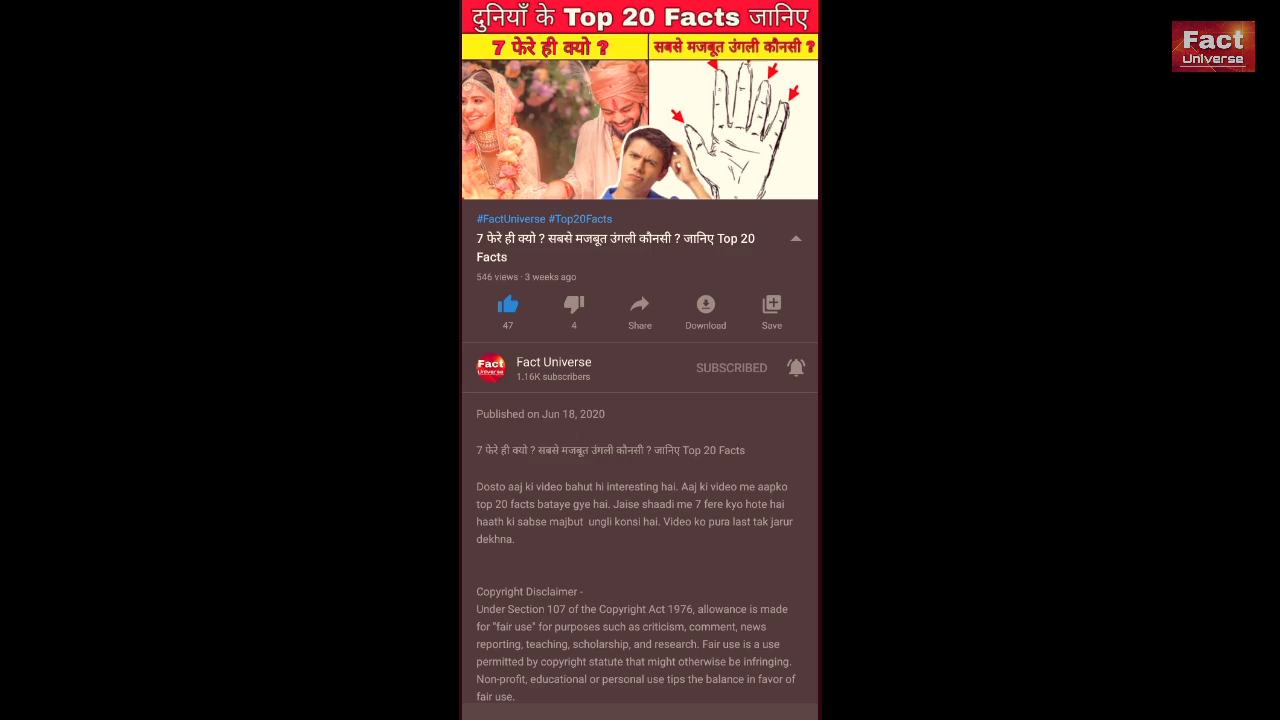 दुनियाँ के Top 20 Facts जानिए
7 फेरे ही क्यो ?
सबसे मजबूत उंगली कौनसी ?
Fact
Universe
#FactUniverse #Top20Facts
7 फेरे ही क्यो ? सबसे मजबूत उंगली कौनसी ? जानिए Top 20
Facts
546 views · 3 weeks ago
47
4
Share
Download
Save
Fact
Universe
Fact Universe
1.16K subscribers
SUBSCRIBED
Published on Jun 18, 2020
7 फेरे ही क्यो ? सबसे मजबूत उंगली कौनसी ? जानिए Top 20 Facts
Dosto aaj ki video bahut hi interesting hai. Aaj ki video me aapko
top 20 facts bataye gye hai. Jaise shaadi me 7 fere kyo hote hai
haath ki sabse majbut ungli konsi hai. Video ko pura last tak jarur
dekhna.
Copyright Disclaimer -
Under Section 107 of the Copyright Act 1976, allowance is made
for "fair use" for purposes such as criticism, comment, news
reporting, teaching, scholarship, and research. Fair use is a use
permitted by copyright statute that might otherwise be infringing.
Non-profit, educational or personal use tips the balance in favor of
fair use.